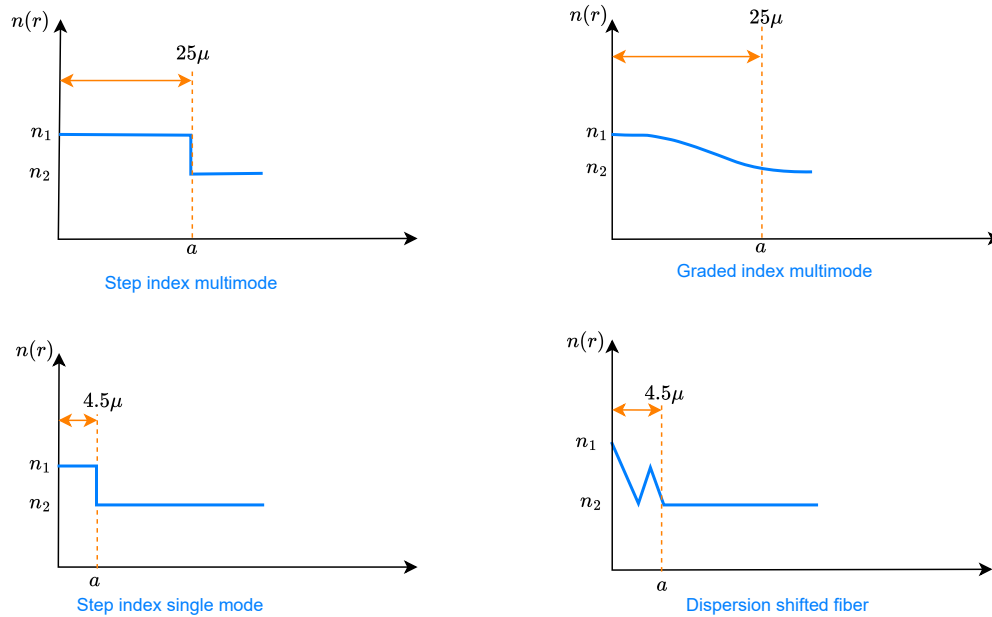 n(r)
25μ
n₁
n₂
a
Step index multimode
n(r)
25μ
n₁
n₂
a
Graded index multimode
n(r)
4.5μ
n₁
n₂
a
Step index single mode
n(r)
4.5μ
n₁
n₂
a
Dispersion shifted fiber